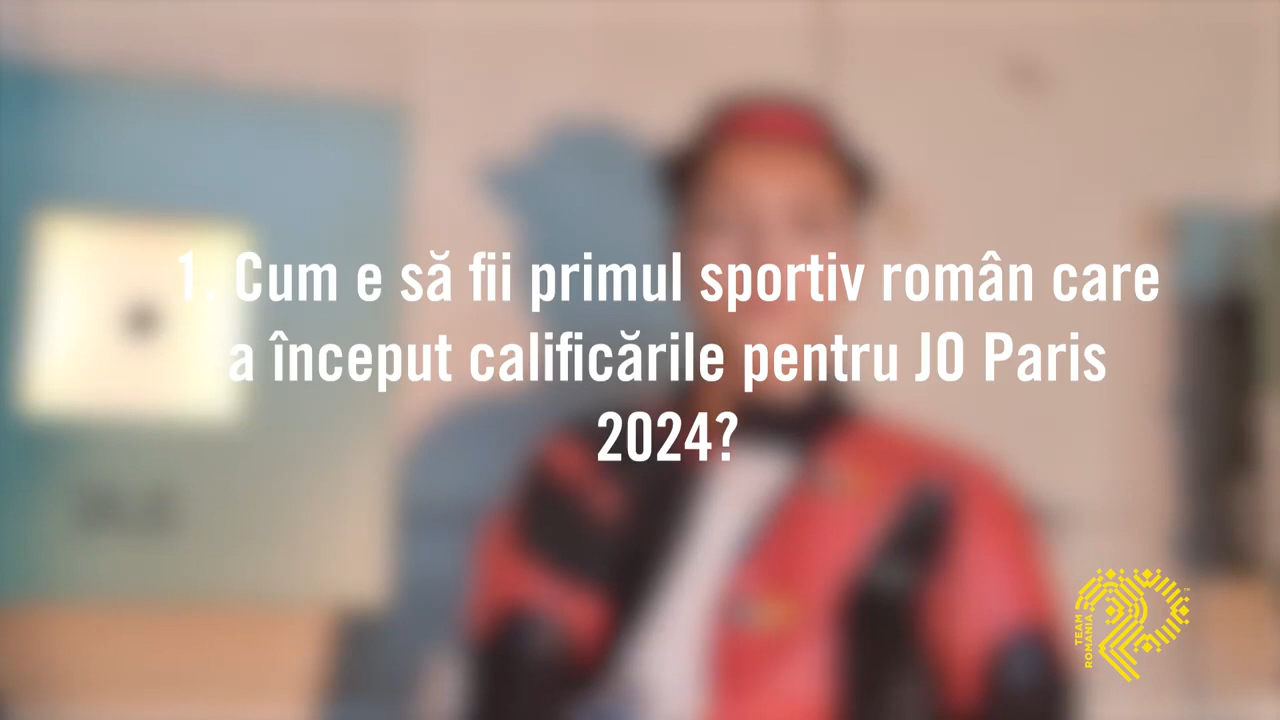 1. Cum e să fii primul sportiv român care
a început calificările pentru JO Paris
2024?
TEAM
ROMANIA